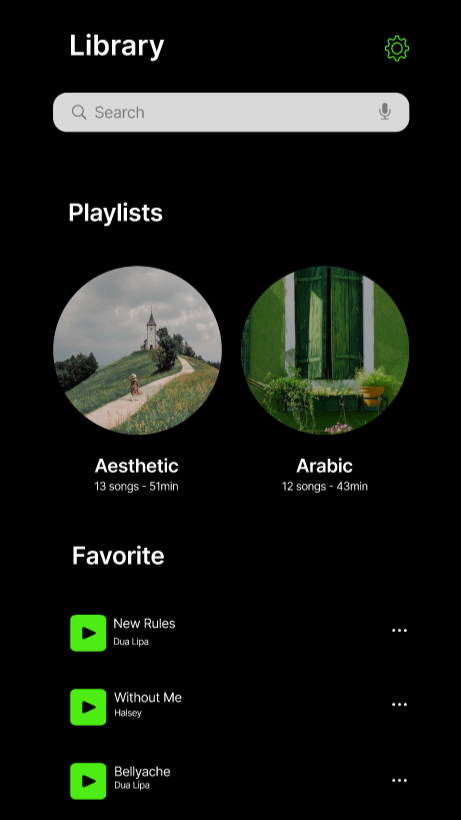 Library
Search
Playlists
Aesthetic
13 songs - 51min
Arabic
12 songs - 43min
Favorite
New Rules
Dua Lipa
Without Me
Halsey
Bellyache
Dua Lipa